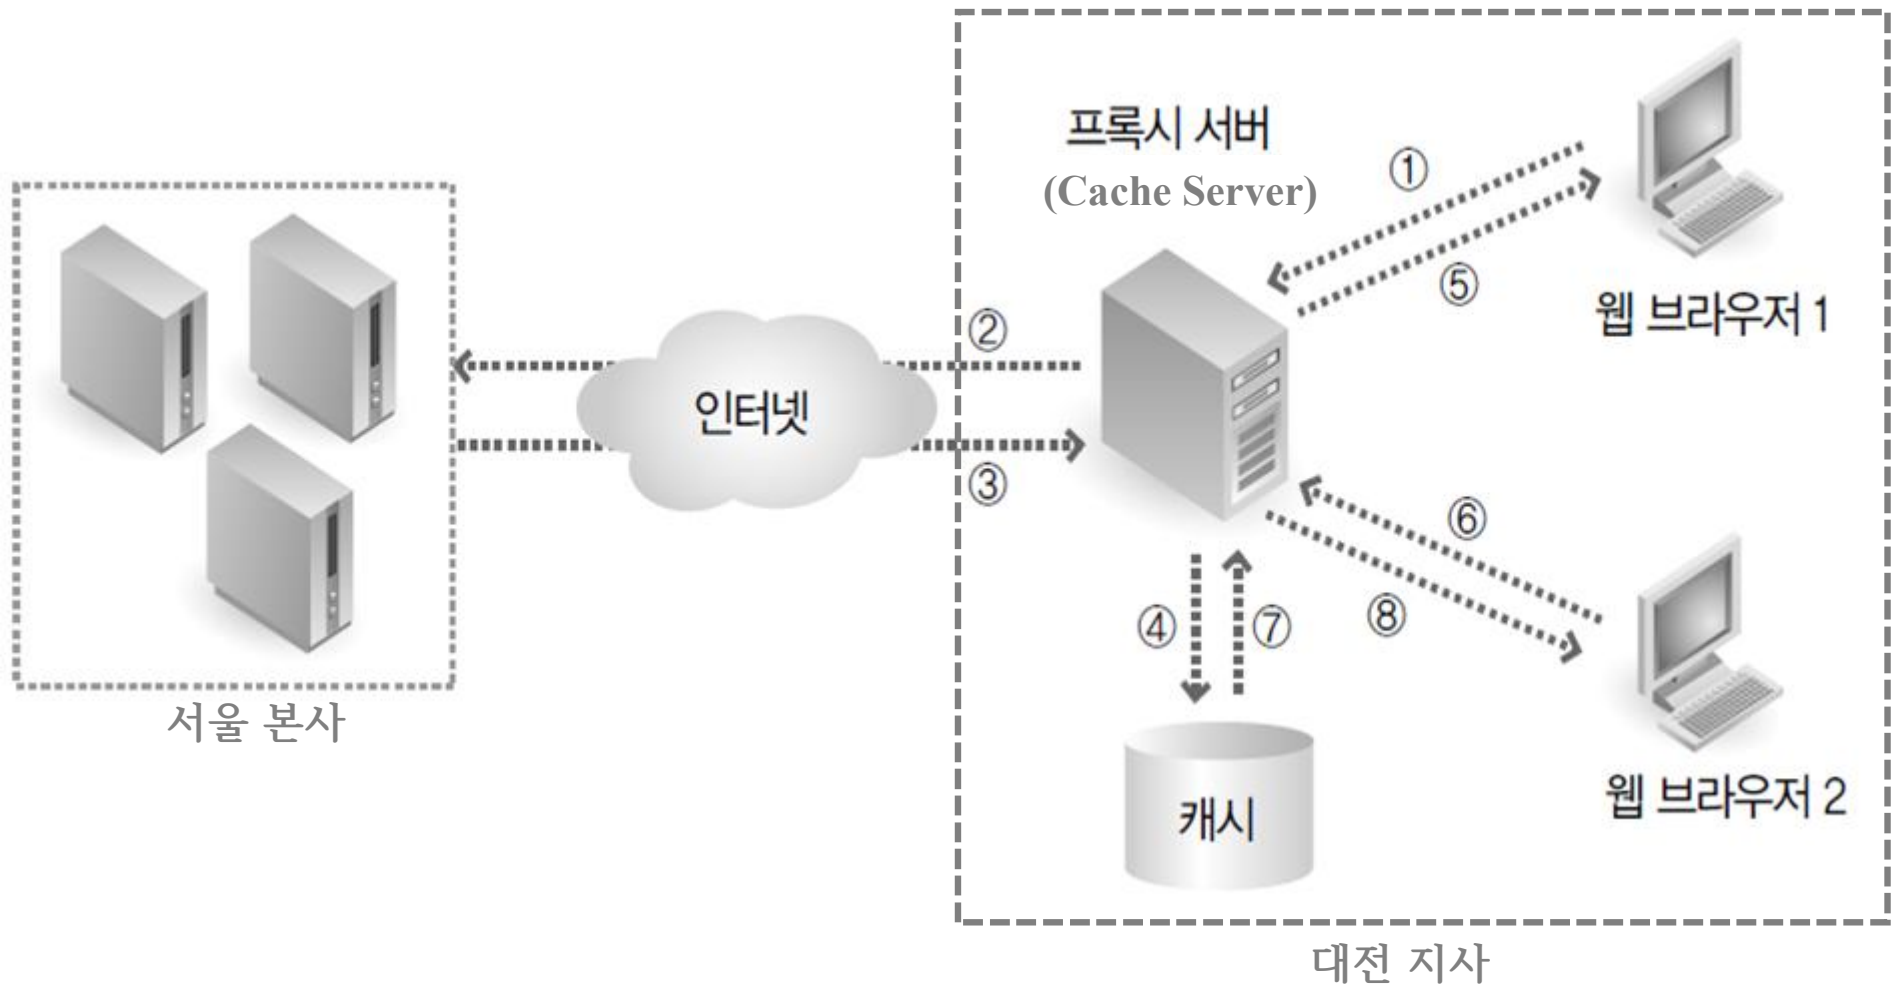 프록시 서버
(Cache Server)
①
⑤
웹 브라우저 1
②
인터넷
③
⑥
④
⑦
⑧
서울 본사
캐시
웹 브라우저 2
대전 지사